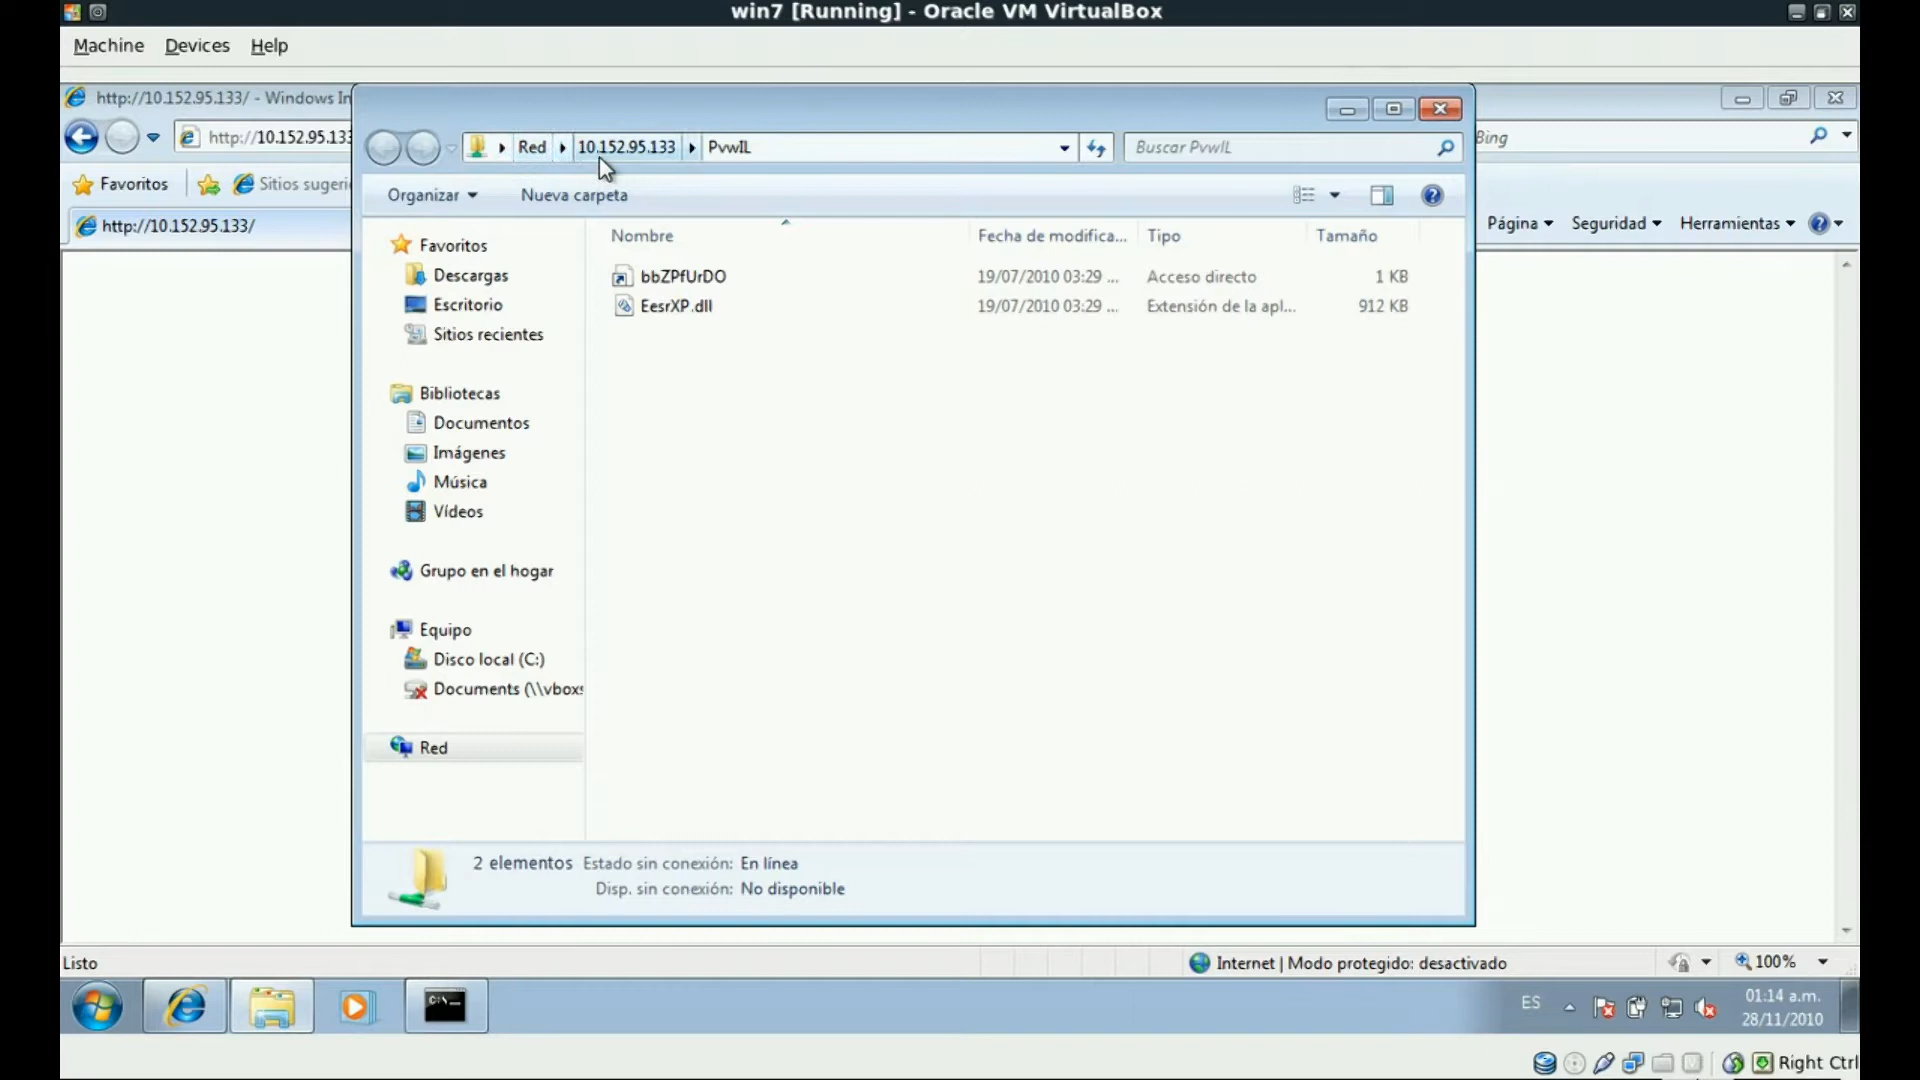 win7 [Running] - Oracle VM VirtualBox
Machine Devices Help
http://10.152.95.133/ - Windows In
http://10.152.95.133
Red 10.152.95.133 PvwIL
Buscar PvwIL
Bing
Favoritos Sitios sugeri
Organizar Nueva carpeta
http://10.152.95.133/
Página Seguridad Herramientas
Nombre Fecha de modifica... Tipo Tamaño
bbZPfUrDO 19/07/2010 03:29 ... Acceso directo 1 KB
EesrXP.dll 19/07/2010 03:29 ... Extensión de la apl... 912 KB
Favoritos
Descargas
Escritorio
Sitios recientes
Bibliotecas
Documentos
Imágenes
Música
Vídeos
Grupo en el hogar
Equipo
Disco local (C:)
Documents (\\vboxs
Red
2 elementos Estado sin conexión: En línea
Disp. sin conexión: No disponible
Listo
Internet | Modo protegido: desactivado
100%
C:\_
ES
01:14 a.m.
28/11/2010
Right Ctrl